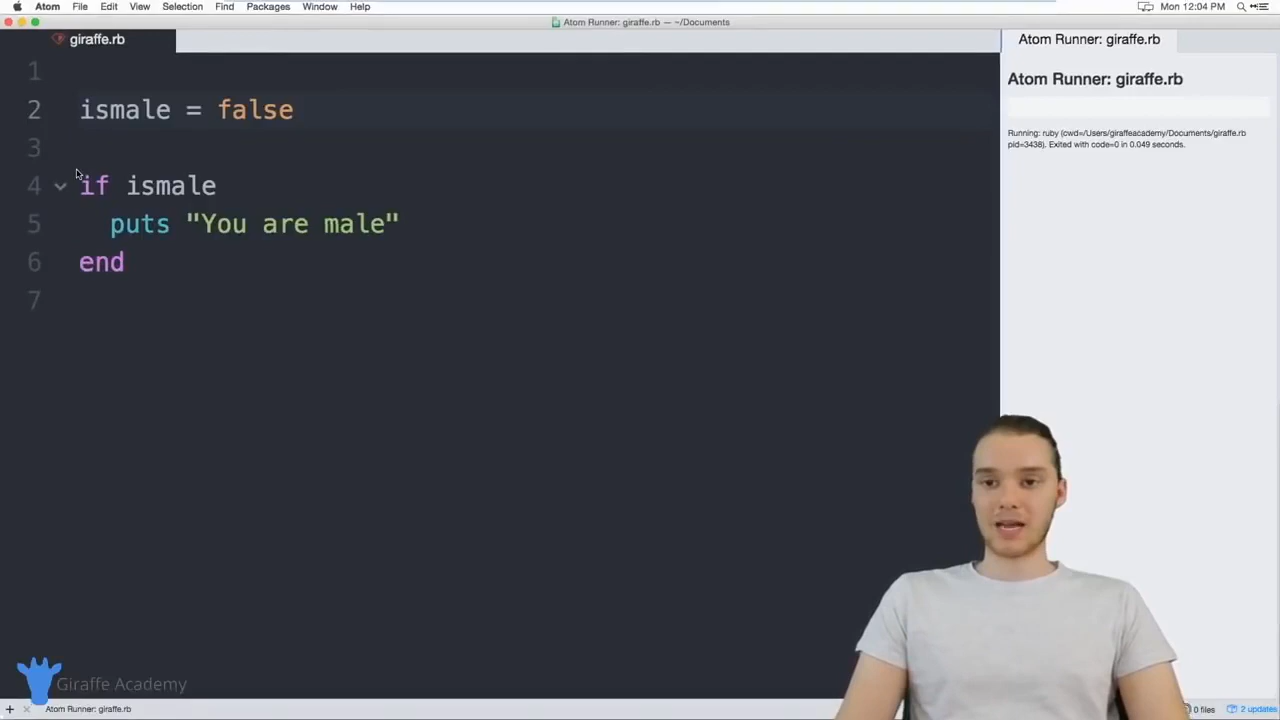 Atom File Edit View Selection Find Packages Window Help
Mon 12:04 PM
Atom Runner: giraffe.rb — ~/Documents
giraffe.rb
Atom Runner: giraffe.rb
1
2 ismale = false
3
4 if ismale
5 puts "You are male"
6 end
7
Atom Runner: giraffe.rb
Running: ruby (cwd=/Users/giraffeacademy/Documents/giraffe.rb
pid=3438). Exited with code=0 in 0.049 seconds.
Giraffe Academy
+ × Atom Runner: giraffe.rb
0 files
2 updates